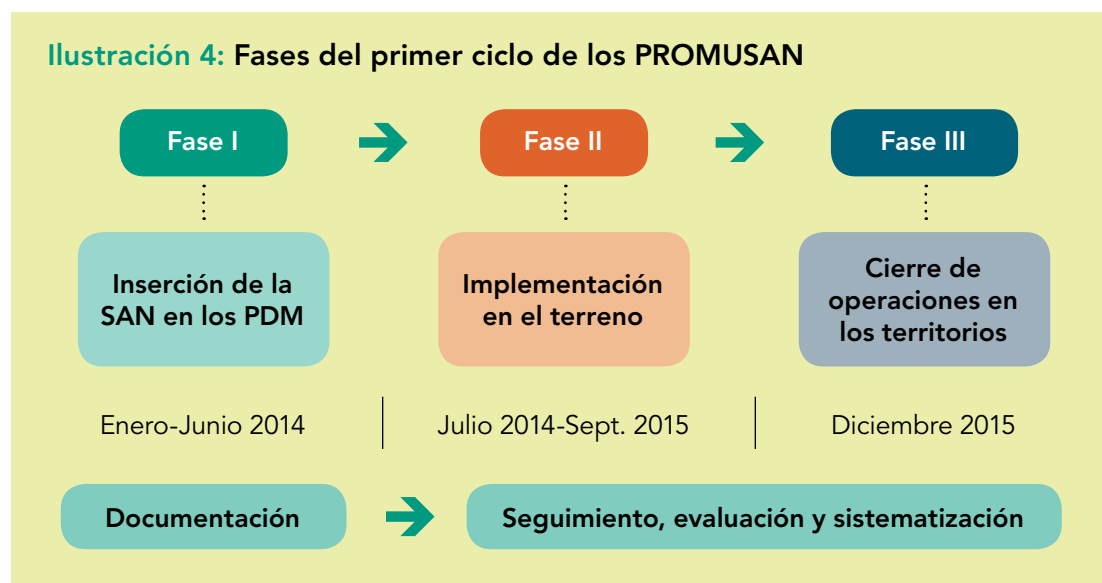 Ilustración 4: Fases del primer ciclo de los PROMUSAN
Fase I
Fase II
Fase III
Inserción de la
SAN en los PDM
Implementación
en el terreno
Cierre de
operaciones en
los territorios
Enero-Junio 2014
Julio 2014-Sept. 2015
Diciembre 2015
Documentación
Seguimiento, evaluación y sistematización